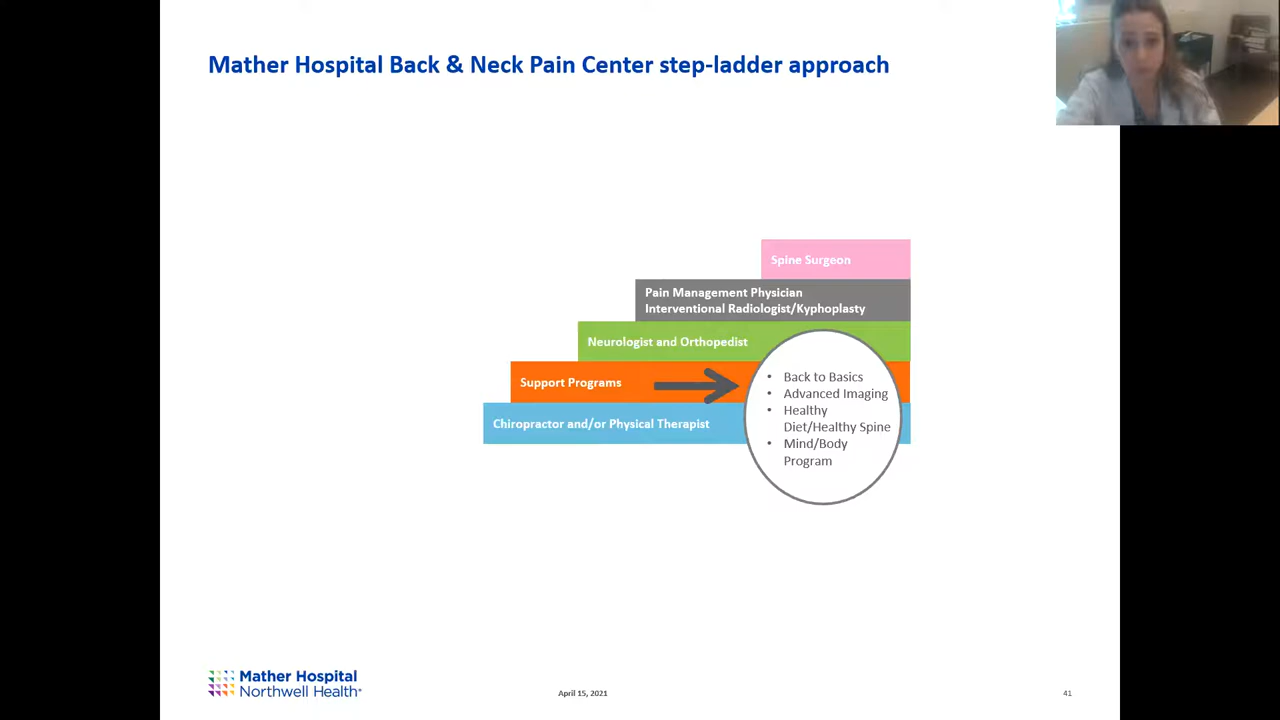 Mather Hospital Back & Neck Pain Center step-ladder approach
Spine Surgeon
Pain Management Physician
Interventional Radiologist/Kyphoplasty
Neurologist and Orthopedist
Support Programs
Chiropractor and/or Physical Therapist
• Back to Basics
• Advanced Imaging
• Healthy
Diet/Healthy Spine
• Mind/Body
Program
Mather Hospital
Northwell Health®
April 15, 2021
41